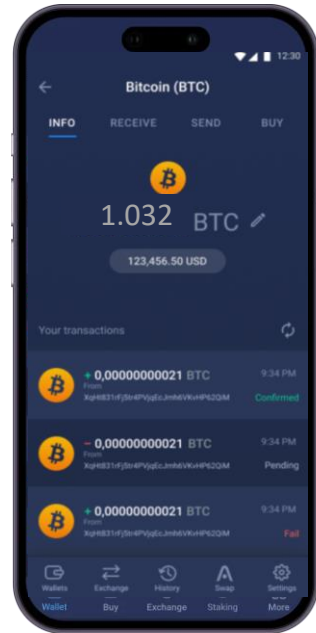 12:30
Bitcoin (BTC)
INFO RECEIVE SEND BUY
1.032 BTC
123,456.50 USD
Your transactions
+ 0,00000000021 BTC 9:34 PM
From
Confirmed
− 0,00000000021 BTC 9:34 PM
From
Pending
+ 0,00000000021 BTC 9:34 PM
From
Fail
Wallets Exchange History Swap Settings
Wallet Buy Exchange Staking More